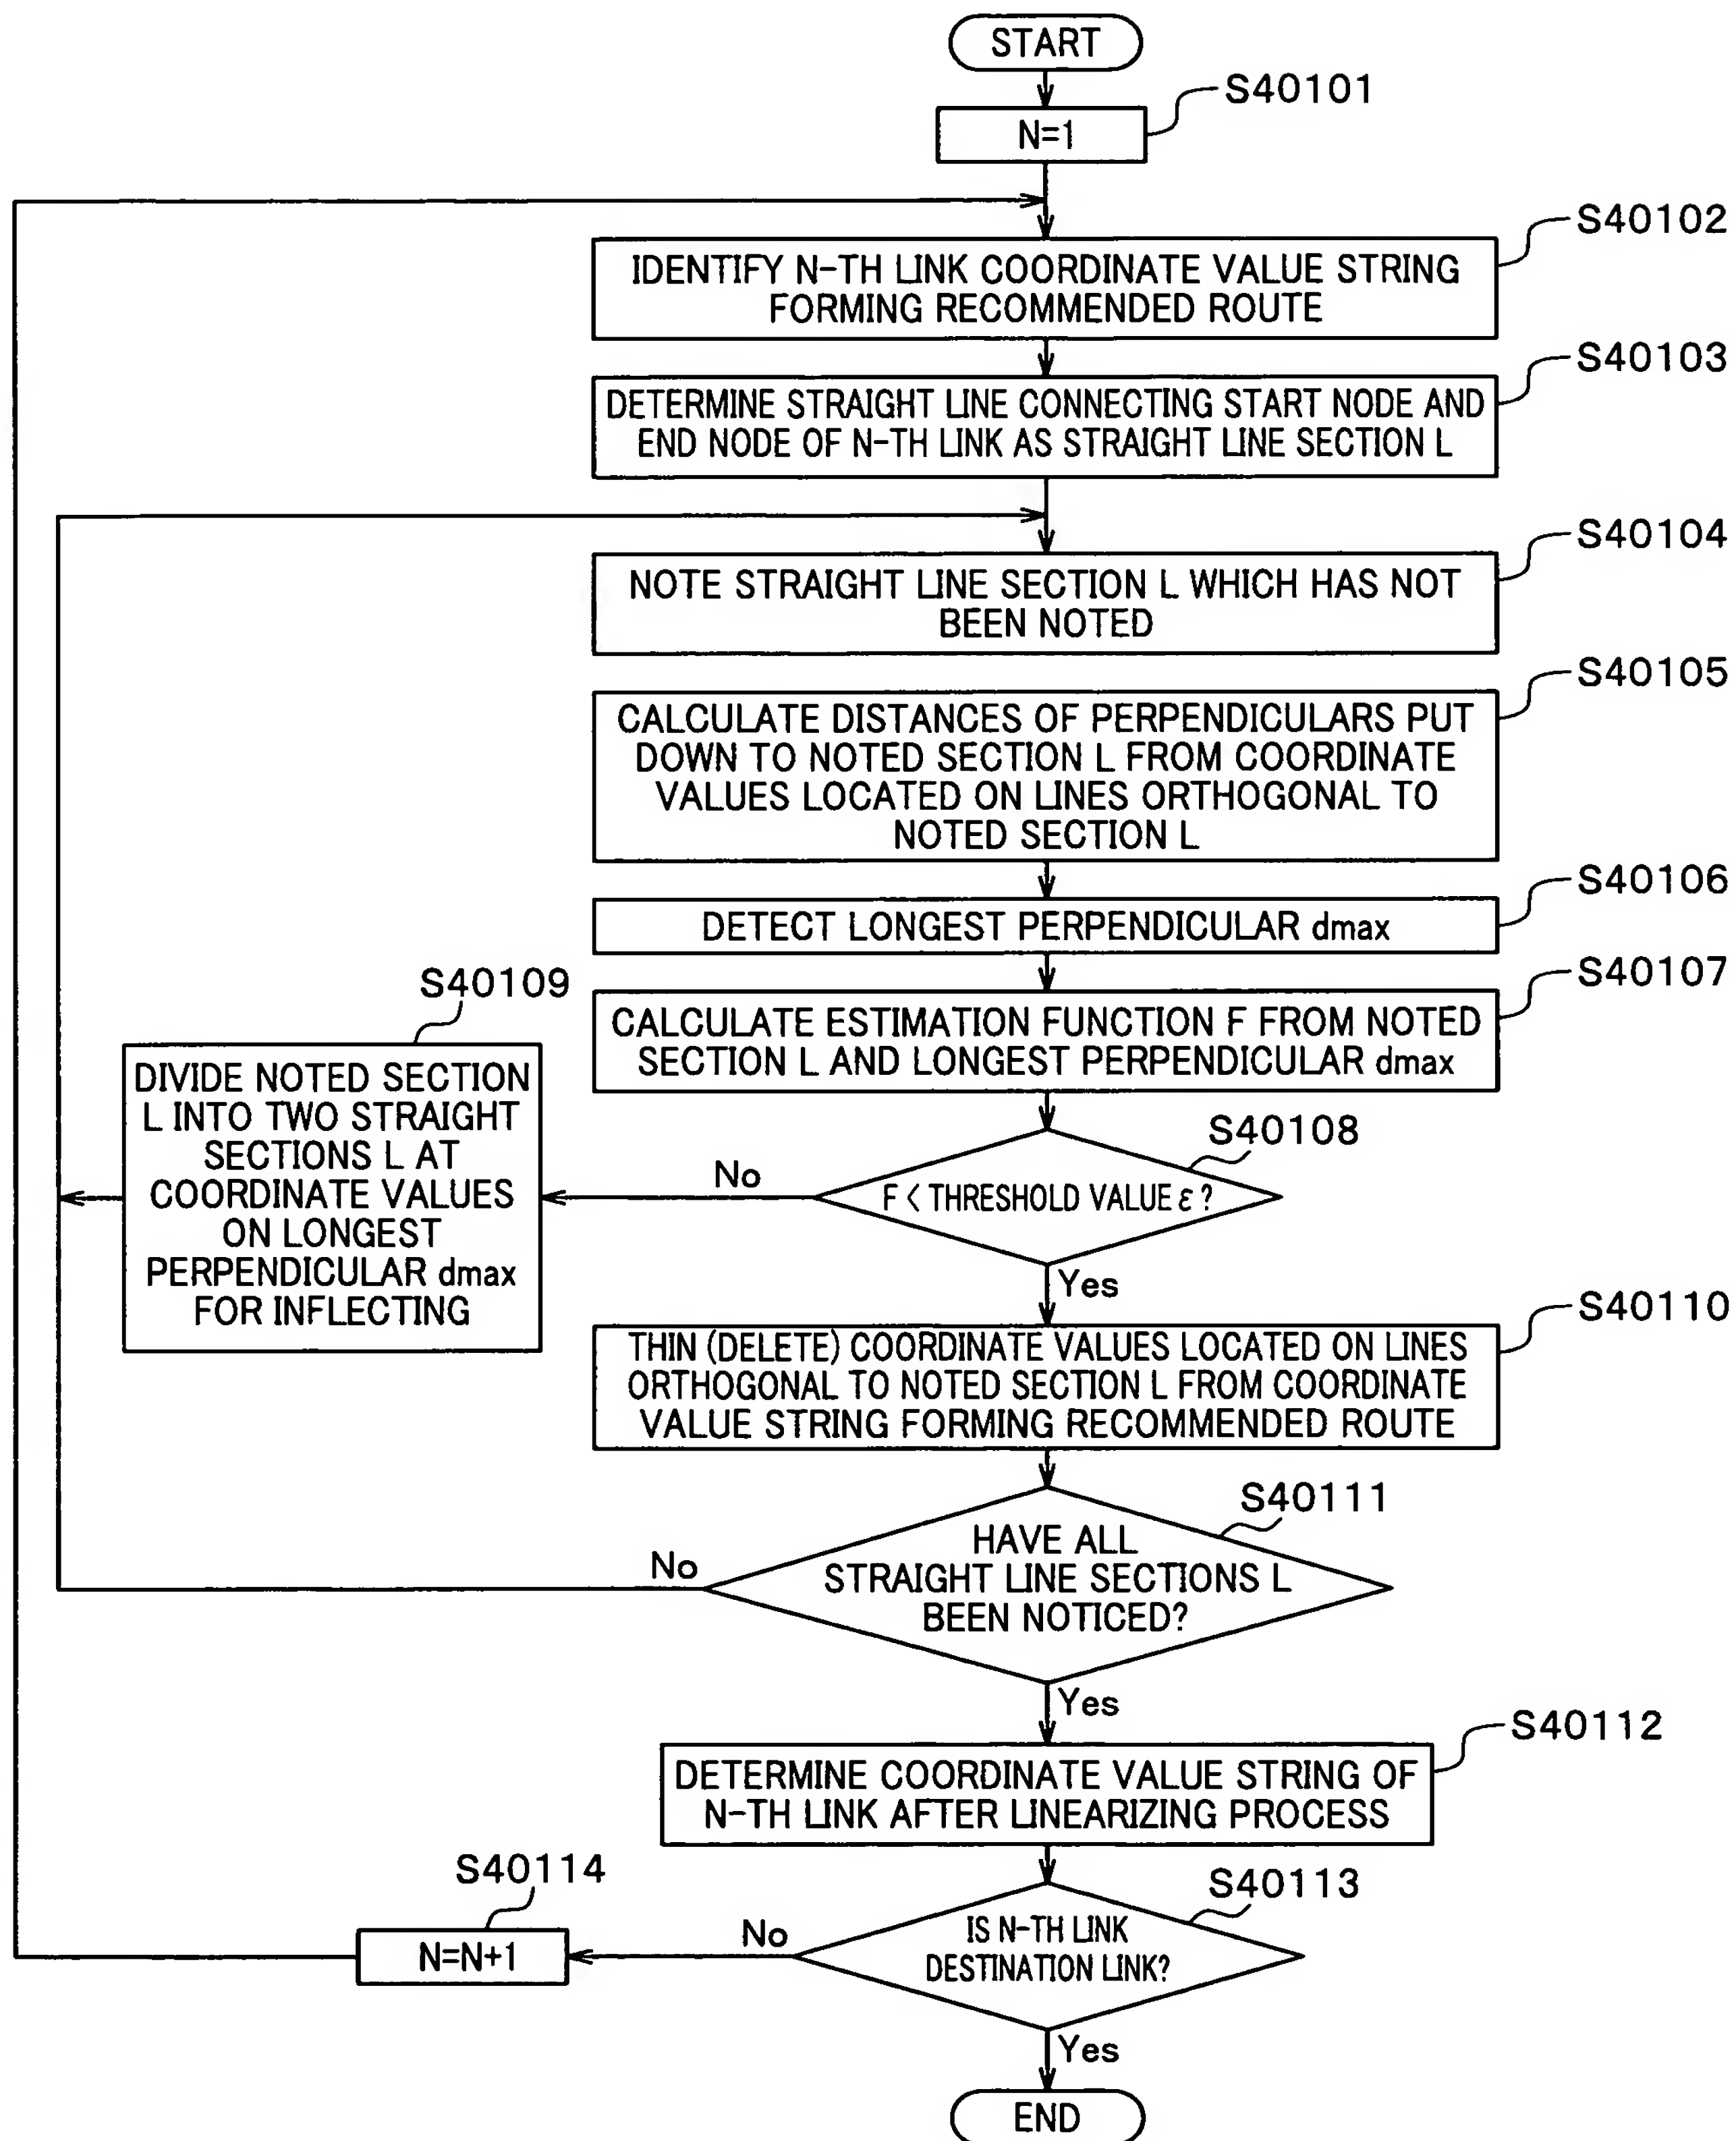 START
S40101
N=1
S40102
IDENTIFY N-TH LINK COORDINATE VALUE STRING
FORMING RECOMMENDED ROUTE
S40103
DETERMINE STRAIGHT LINE CONNECTING START NODE AND
END NODE OF N-TH LINK AS STRAIGHT LINE SECTION L
S40104
NOTE STRAIGHT LINE SECTION L WHICH HAS NOT
BEEN NOTED
S40105
CALCULATE DISTANCES OF PERPENDICULARS PUT
DOWN TO NOTED SECTION L FROM COORDINATE
VALUES LOCATED ON LINES ORTHOGONAL TO
NOTED SECTION L
S40106
DETECT LONGEST PERPENDICULAR dmax
S40107
CALCULATE ESTIMATION FUNCTION F FROM NOTED
SECTION L AND LONGEST PERPENDICULAR dmax
S40108
F < THRESHOLD VALUE ε ?
No
S40109
DIVIDE NOTED SECTION
L INTO TWO STRAIGHT
SECTIONS L AT
COORDINATE VALUES
ON LONGEST
PERPENDICULAR dmax
FOR INFLECTING
Yes
S40110
THIN (DELETE) COORDINATE VALUES LOCATED ON LINES
ORTHOGONAL TO NOTED SECTION L FROM COORDINATE
VALUE STRING FORMING RECOMMENDED ROUTE
S40111
HAVE ALL
STRAIGHT LINE SECTIONS L
BEEN NOTICED?
No
Yes
S40112
DETERMINE COORDINATE VALUE STRING OF
N-TH LINK AFTER LINEARIZING PROCESS
S40113
IS N-TH LINK
DESTINATION LINK?
No
S40114
N=N+1
Yes
END